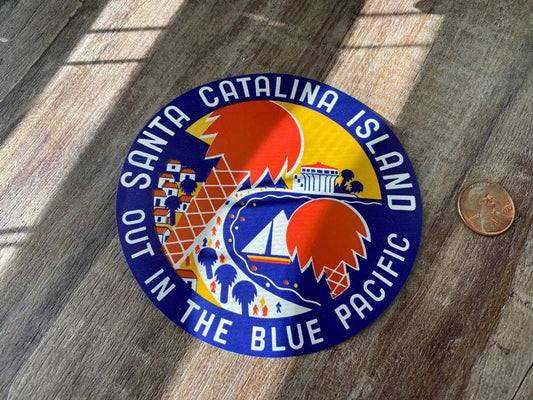 SANTA CATALINA ISLAND
OUT IN THE BLUE PACIFIC